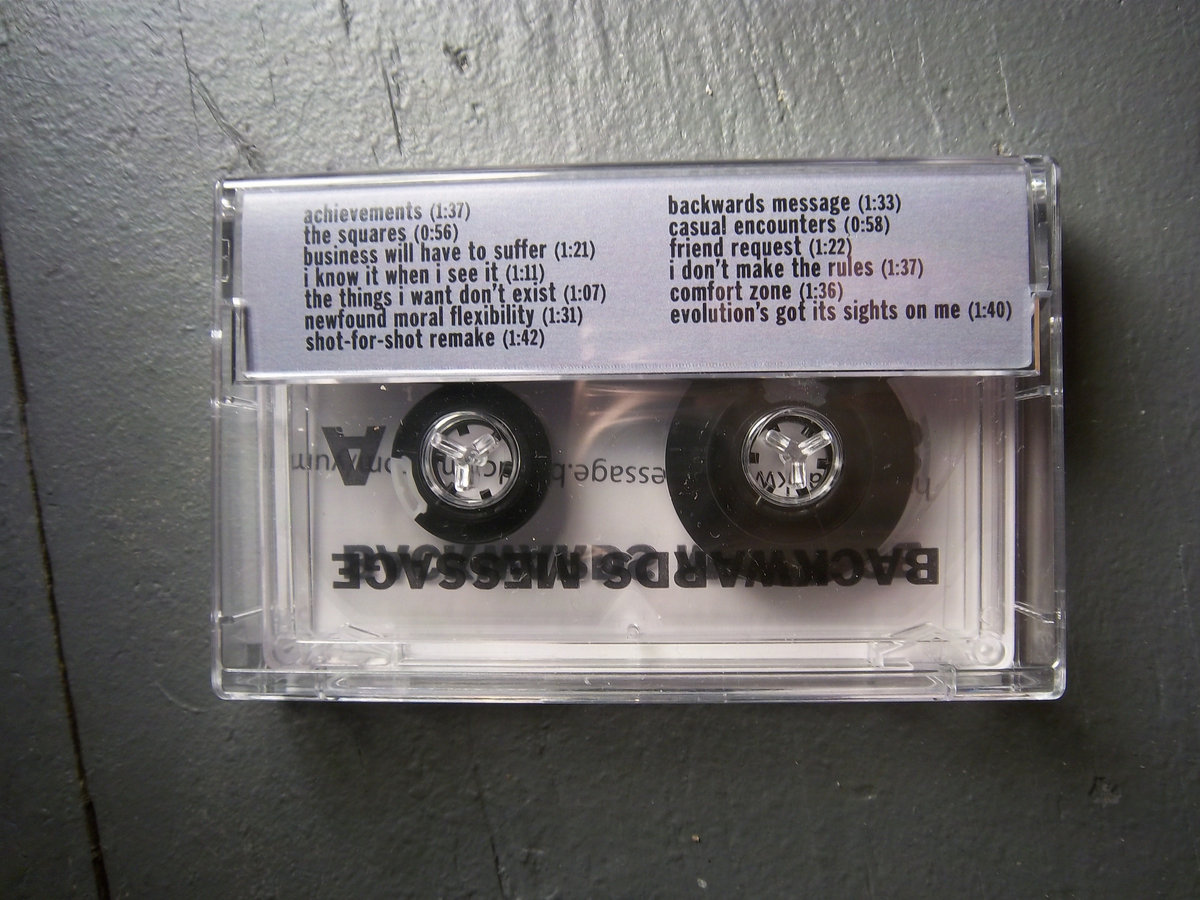 achievements (1:37)
the squares (0:56)
business will have to suffer (1:21)
i know it when i see it (1:11)
the things i want don't exist (1:07)
newfound moral flexibility (1:31)
shot-for-shot remake (1:42)
backwards message (1:33)
casual encounters (0:58)
friend request (1:22)
i don't make the rules (1:37)
comfort zone (1:36)
evolution's got its sights on me (1:40)
A
BACKWARDS MESSAGE